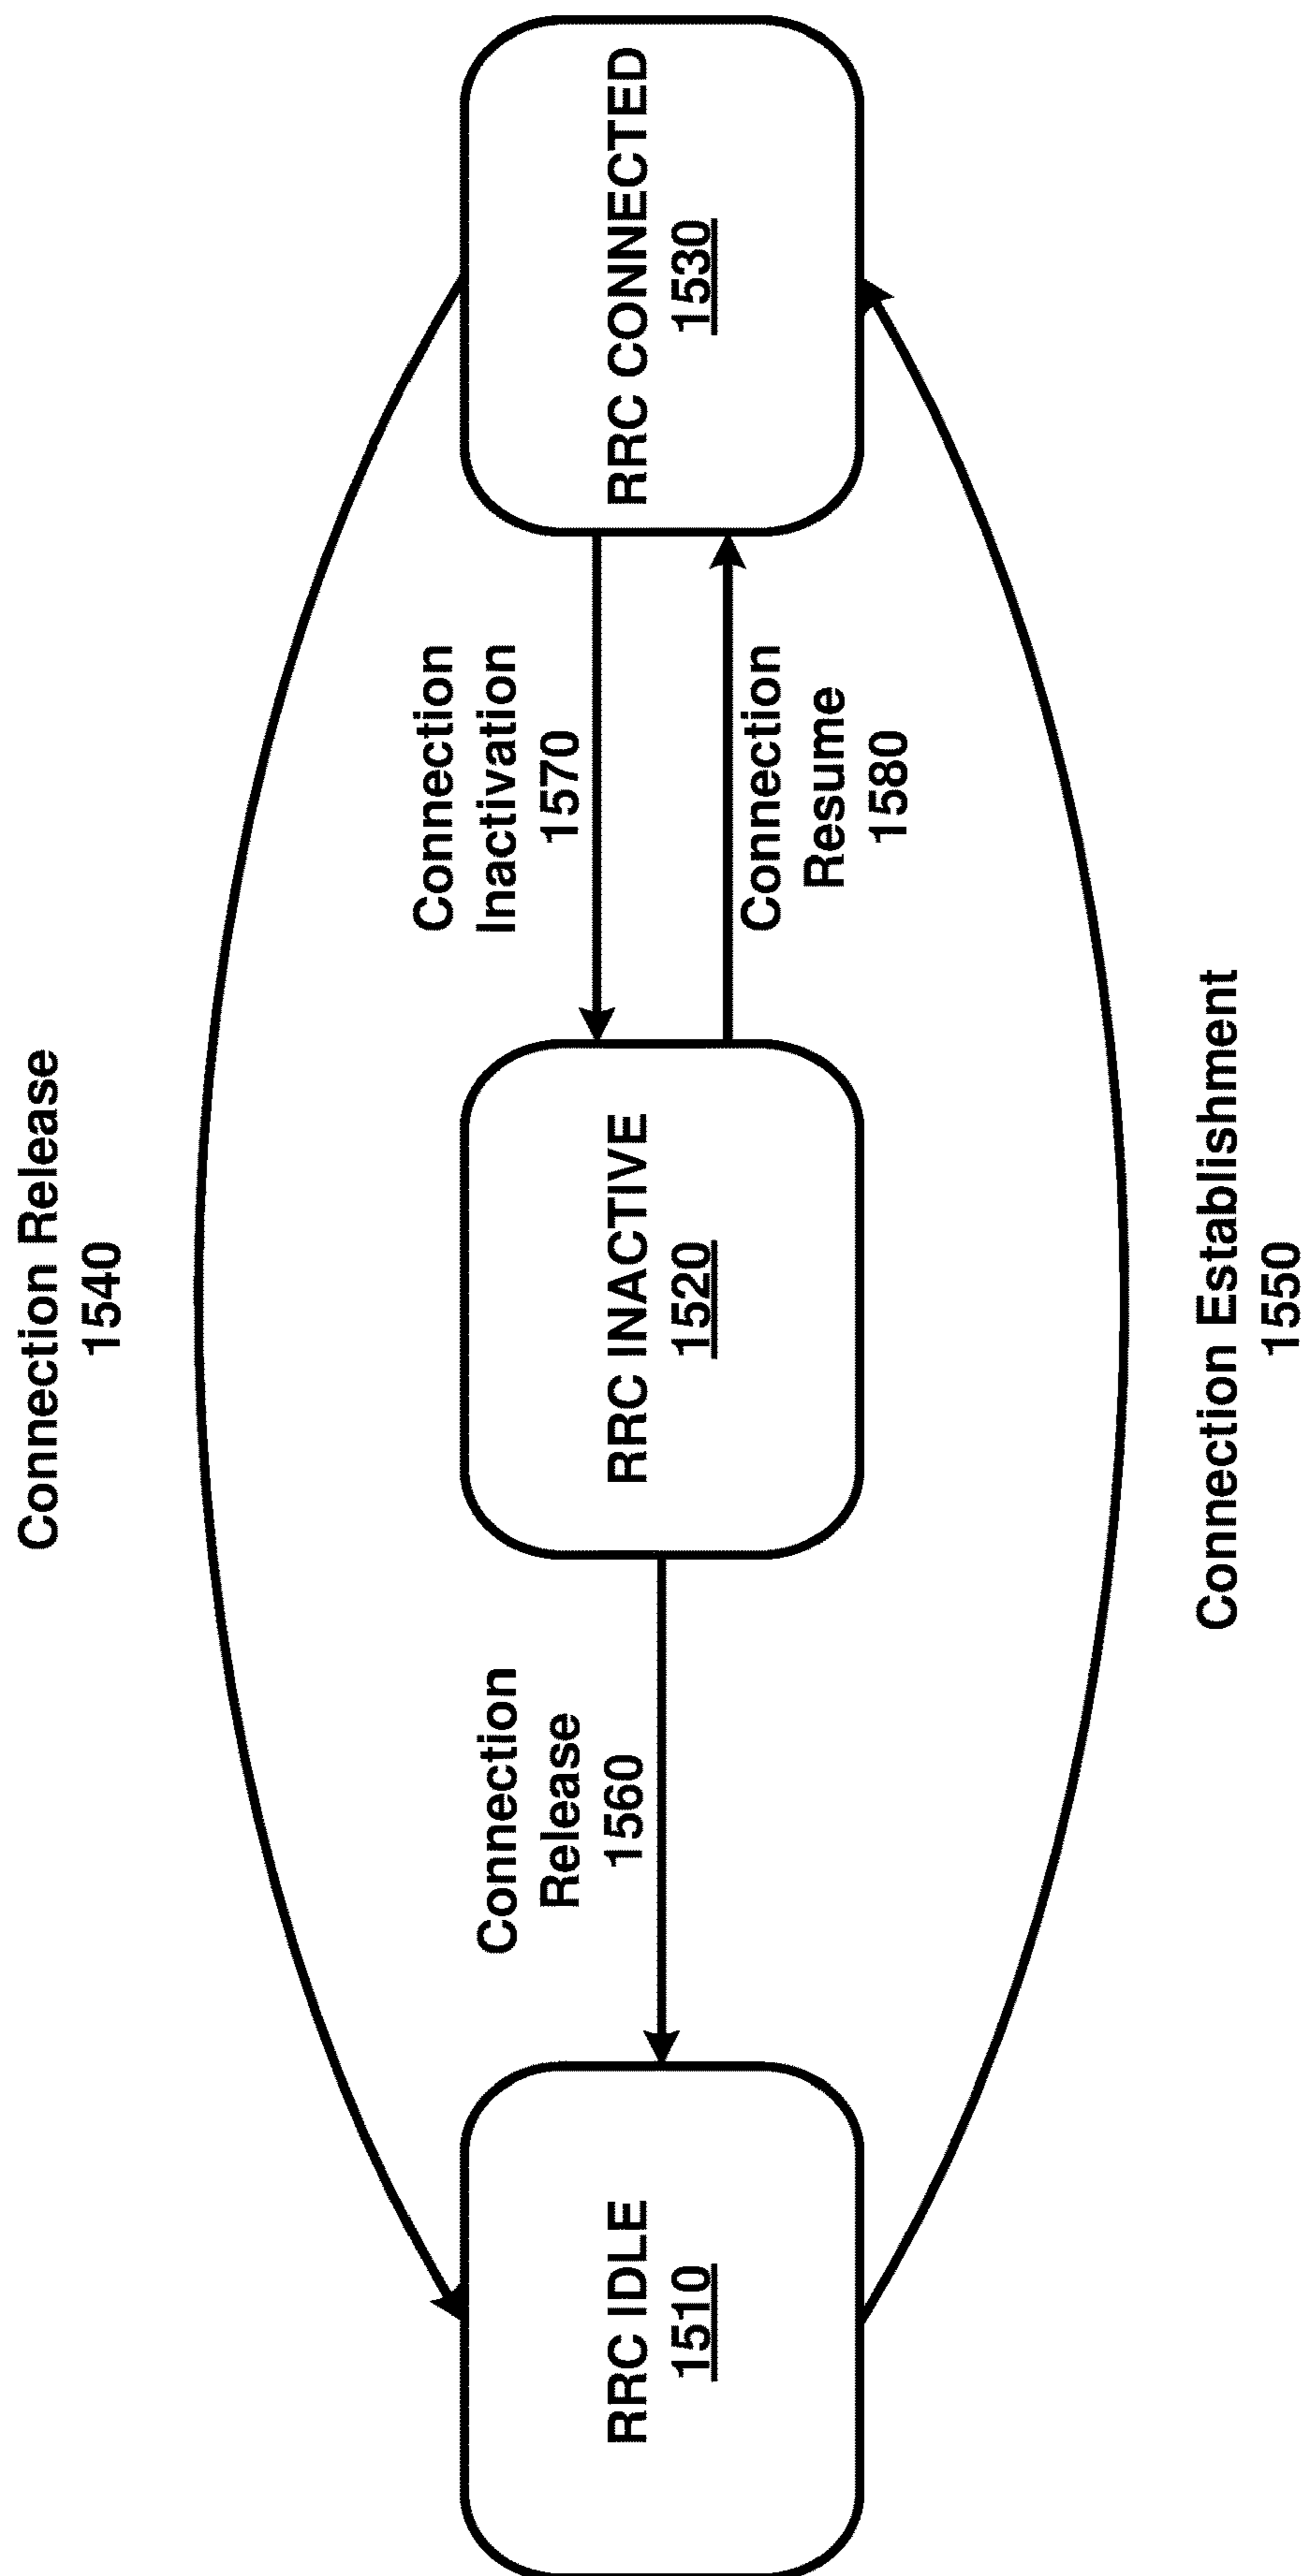 Connection Release
1540
RRC IDLE
1510
Connection
Release
1560
RRC INACTIVE
1520
Connection
Inactivation
1570
Connection
Resume
1580
RRC CONNECTED
1530
Connection Establishment
1550